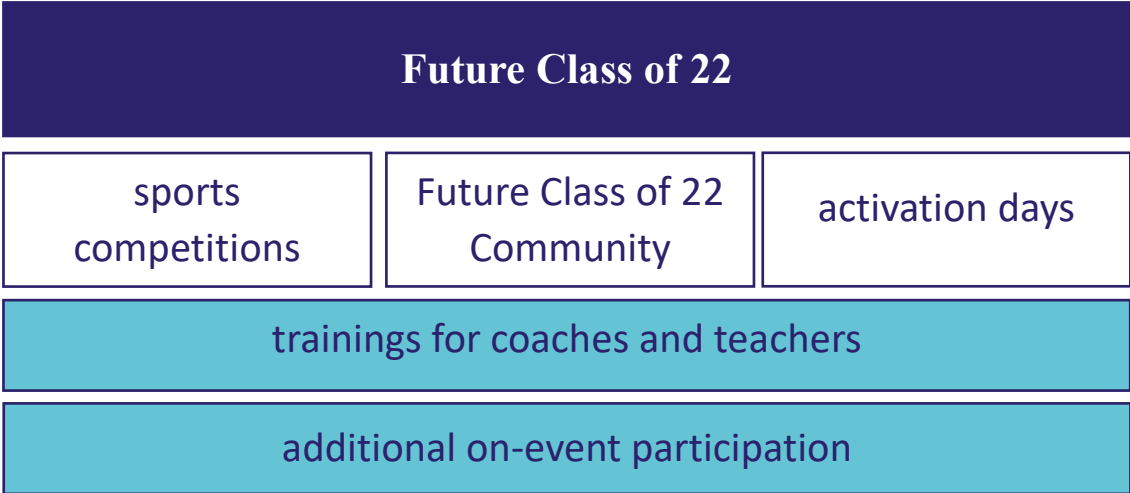 Future Class of 22
sports
competitions
Future Class of 22
Community
activation days
trainings for coaches and teachers
additional on-event participation